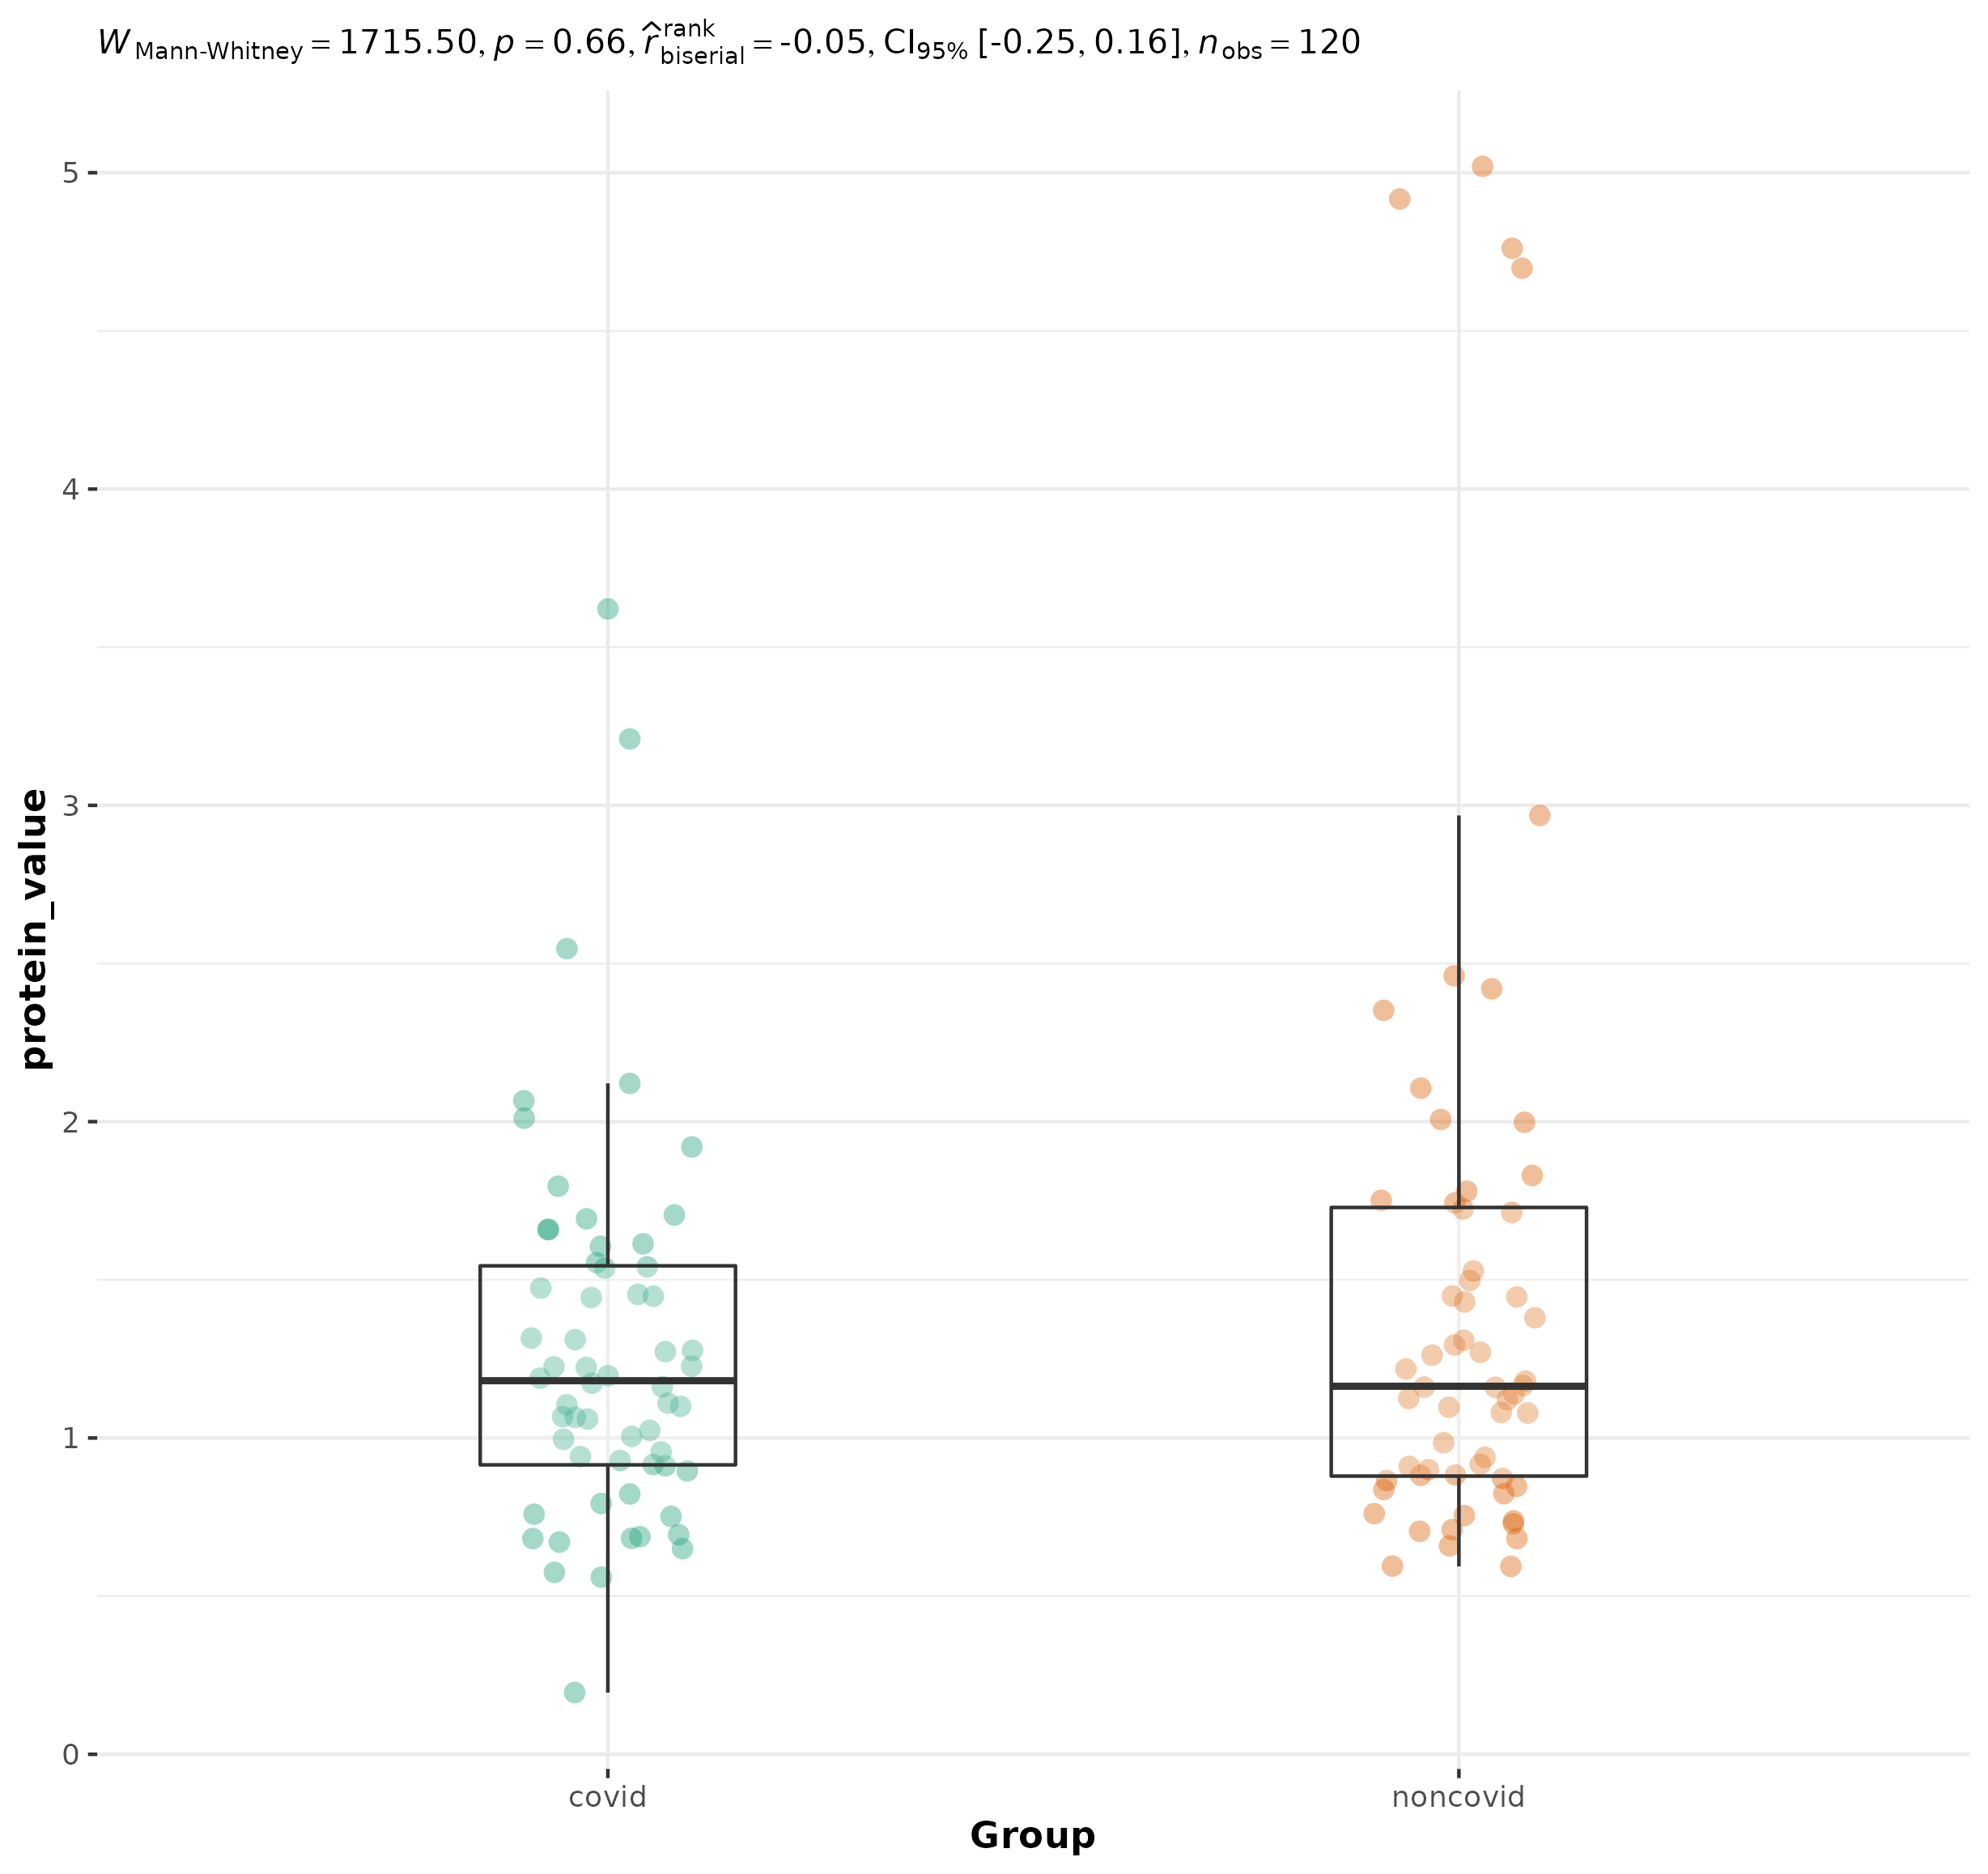 W Mann-Whitney = 1715.50, p = 0.66, r̂ rank biserial = -0.05, CI95% [-0.25, 0.16], nobs = 120
5
4
3
2
1
0
protein_value
covid noncovid
Group